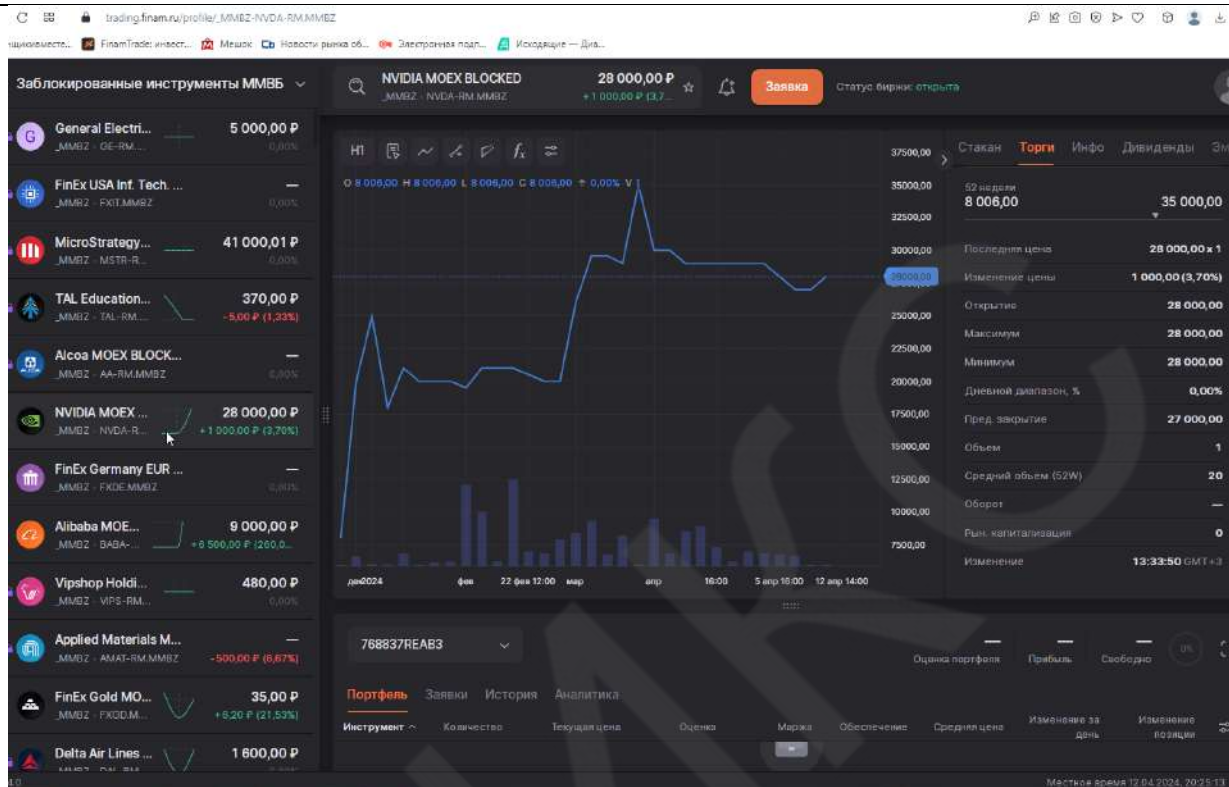 trading.finam.ru/profile/_MMBZ-NVDA-RM.MMBZ
FinamTrade: инвест... Мешок Новости рынка об... Электронная подп... Исходящие — Диа...
Заблокированные инструменты ММВБ
General Electri... 5 000,00 ₽
_MMBZ · GE-RM.... 0,00%
FinEx USA Inf. Tech. ... —
_MMBZ · FXIT.MMBZ 0,00%
MicroStrategy... 41 000,01 ₽
_MMBZ · MSTR-R... 0,00%
TAL Education... 370,00 ₽
_MMBZ · TAL-RM.... -5,00 ₽ (1,33%)
Alcoa MOEX BLOCK... —
_MMBZ · AA-RM.MMBZ 0,00%
NVIDIA MOEX ... 28 000,00 ₽
_MMBZ · NVDA-R... +1 000,00 ₽ (3,70%)
FinEx Germany EUR ... —
_MMBZ · FXDE.MMBZ 0,00%
Alibaba MOE... 9 000,00 ₽
_MMBZ · BABA-... +6 500,00 ₽ (260,0...
Vipshop Holdi... 480,00 ₽
_MMBZ · VIPS-RM... 0,00%
Applied Materials M... —
_MMBZ · AMAT-RM.MMBZ -500,00 ₽ (6,67%)
FinEx Gold MO... 35,00 ₽
_MMBZ · FXGD.M... +6,20 ₽ (21,53%)
Delta Air Lines ... 1 600,00 ₽
NVIDIA MOEX BLOCKED 28 000,00 ₽
_MMBZ · NVDA-RM.MMBZ +1 000,00 ₽ (3,7...
Заявка
Статус биржи: открыта
H1
O 8 006,00 H 8 006,00 L 8 006,00 C 8 006,00 0,00% V 1
37500,00
35000,00
32500,00
30000,00
28000,00
25000,00
22500,00
20000,00
17500,00
15000,00
12500,00
10000,00
7500,00
дек2024 фев 22 фев 12:00 мар апр 16:00 5 апр 16:00 12 апр 14:00
Стакан Торги Инфо Дивиденды Эм
52 недели
8 006,00 35 000,00
Последняя цена 28 000,00 x 1
Изменение цены 1 000,00 (3,70%)
Открытие 28 000,00
Максимум 28 000,00
Минимум 28 000,00
Дневной диапазон, % 0,00%
Пред. закрытие 27 000,00
Объем 1
Средний объем (52W) 20
Оборот —
Рын. капитализация 0
Изменение 13:33:50 GMT+3
768837REAB3
— — — 0%
Оценка портфеля Прибыль Свободно
Портфель Заявки История Аналитика
Инструмент Количество Текущая цена Оценка Маржа Обеспечение Средняя цена Изменение за день Изменение позиции
Местное время 12.04.2024, 20:25:13